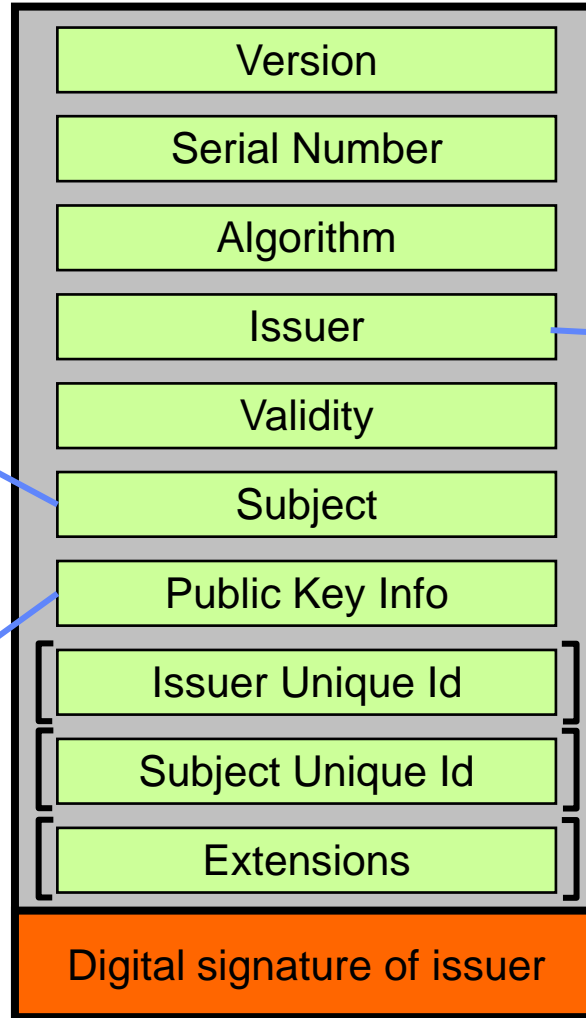 Version
Serial Number
Algorithm
Issuer
Validity
Subject
Public Key Info
[ Issuer Unique Id ]
[ Subject Unique Id ]
[ Extensions ]
Digital signature of issuer